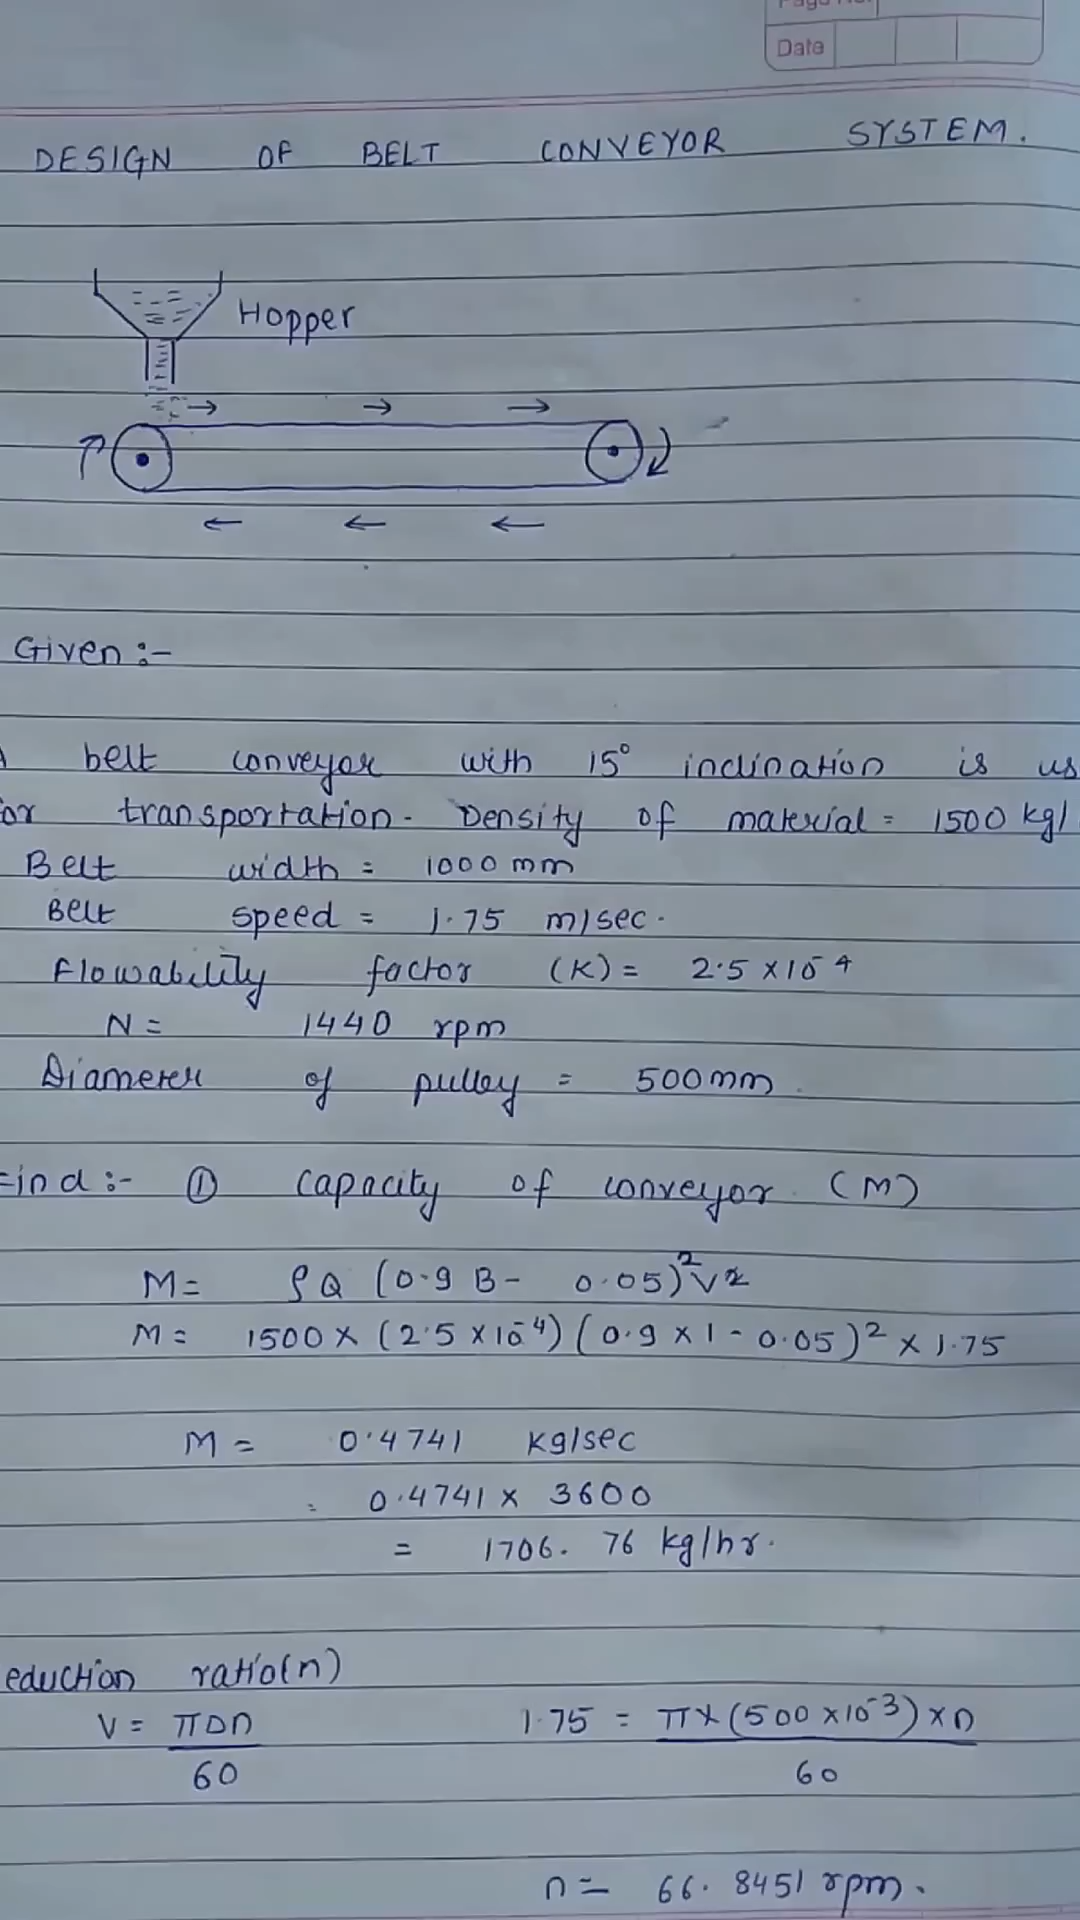 Date
DESIGN OF BELT CONVEYOR SYSTEM.
Hopper
Given :-
belt conveyor with 15° inclination is us
or transportation. Density of material = 1500 kg/
Belt width = 1000 mm
Belt speed = 1.75 m/sec.
Flowability factor (K) = 2.5 × 10⁻⁴
N = 1440 rpm
Diameter of pulley = 500mm
ind :- ① capacity of conveyor (M)
M = ρQ (0.9 B - 0.05)² V
M = 1500 × (2.5 × 10⁻⁴) (0.9 × 1 - 0.05)² × 1.75
M = 0.4741 kg/sec
= 0.4741 × 3600
= 1706.76 kg/hr.
eduction ratio(n)
V = πDn / 60 1.75 = π × (500 × 10⁻³) × n / 60
n = 66.8451 rpm.